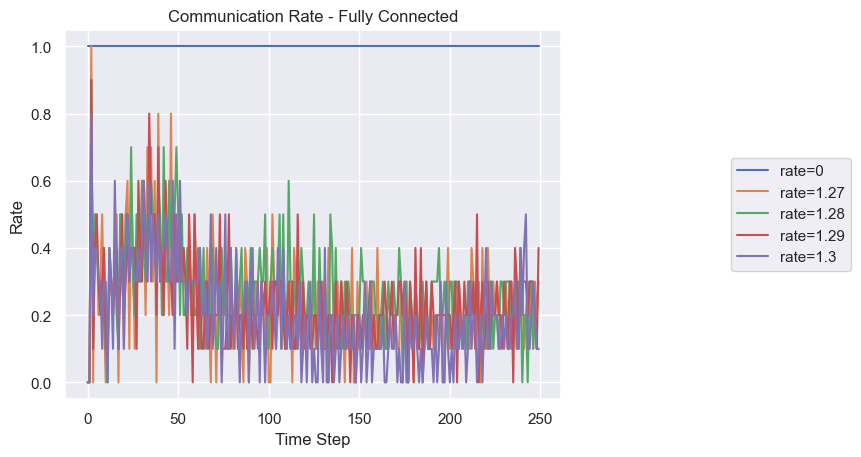 Communication Rate - Fully Connected
1.0
0.8
0.6
0.4
0.2
0.0
Rate
0
50
100
150
200
250
Time Step
rate=0
rate=1.27
rate=1.28
rate=1.29
rate=1.3